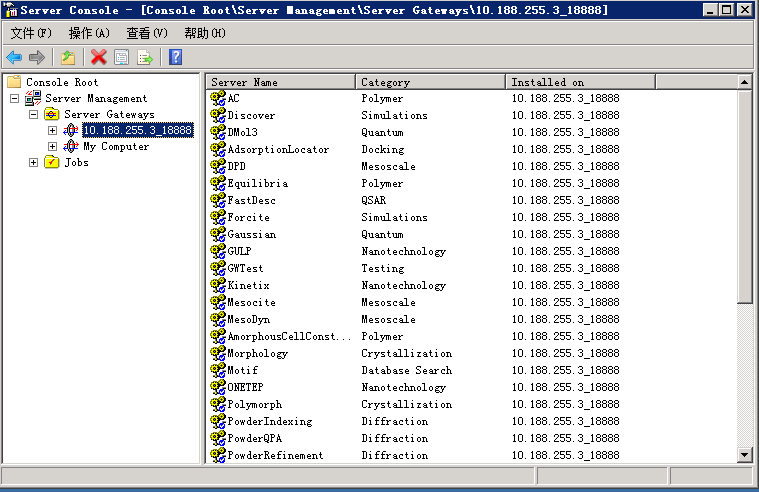 Server Console - [Console Root\Server Management\Server Gateways\10.188.255.3_18888]
文件(F) 操作(A) 查看(V) 帮助(H)
Console Root
Server Management
Server Gateways
10.188.255.3_18888
My Computer
Jobs
Server Name Category Installed on
AC Polymer 10.188.255.3_18888
Discover Simulations 10.188.255.3_18888
DMol3 Quantum 10.188.255.3_18888
AdsorptionLocator Docking 10.188.255.3_18888
DPD Mesoscale 10.188.255.3_18888
Equilibria Polymer 10.188.255.3_18888
FastDesc QSAR 10.188.255.3_18888
Forcite Simulations 10.188.255.3_18888
Gaussian Quantum 10.188.255.3_18888
GULP Nanotechnology 10.188.255.3_18888
GWTest Testing 10.188.255.3_18888
Kinetix Nanotechnology 10.188.255.3_18888
Mesocite Mesoscale 10.188.255.3_18888
MesoDyn Mesoscale 10.188.255.3_18888
AmorphousCellConst... Polymer 10.188.255.3_18888
Morphology Crystallization 10.188.255.3_18888
Motif Database Search 10.188.255.3_18888
ONETEP Nanotechnology 10.188.255.3_18888
Polymorph Crystallization 10.188.255.3_18888
PowderIndexing Diffraction 10.188.255.3_18888
PowderQPA Diffraction 10.188.255.3_18888
PowderRefinement Diffraction 10.188.255.3_18888